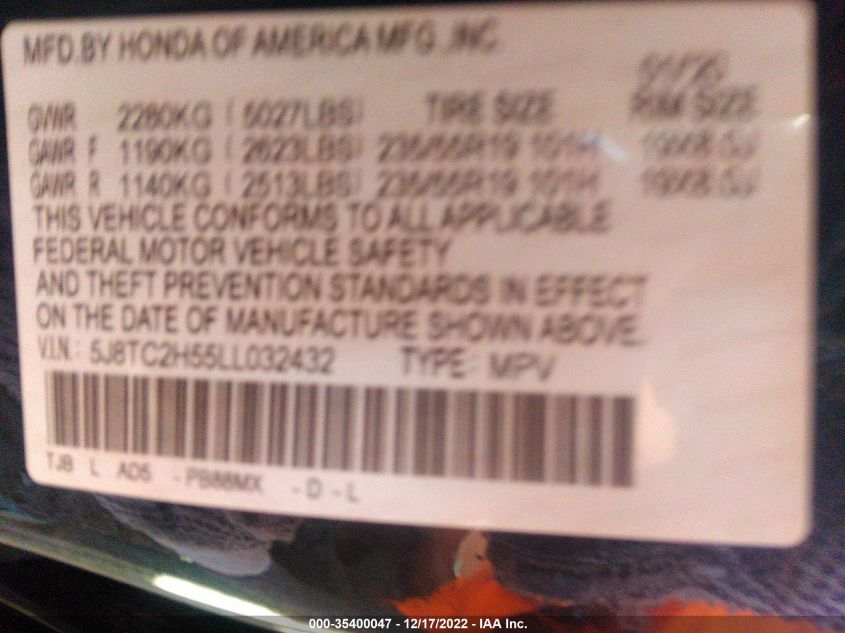 MFD.BY HONDA OF AMERICA MFG.,INC
01/20
GVWR 2280KG ( 5027LBS) TIRE SIZE RIM SIZE
GAWR F 1190KG ( 2623LBS) 235/55R19 101H 19X8.0J
GAWR R 1140KG ( 2513LBS) 235/55R19 101H 19X8.0J
THIS VEHICLE CONFORMS TO ALL APPLICABLE
FEDERAL MOTOR VEHICLE SAFETY
AND THEFT PREVENTION STANDARDS IN EFFECT
ON THE DATE OF MANUFACTURE SHOWN ABOVE.
V.I.N.: 5J8TC2H55LL032432 TYPE: MPV
TJB L AD5 - PB88MX - D - L
000-35400047 - 12/17/2022 - IAA Inc.